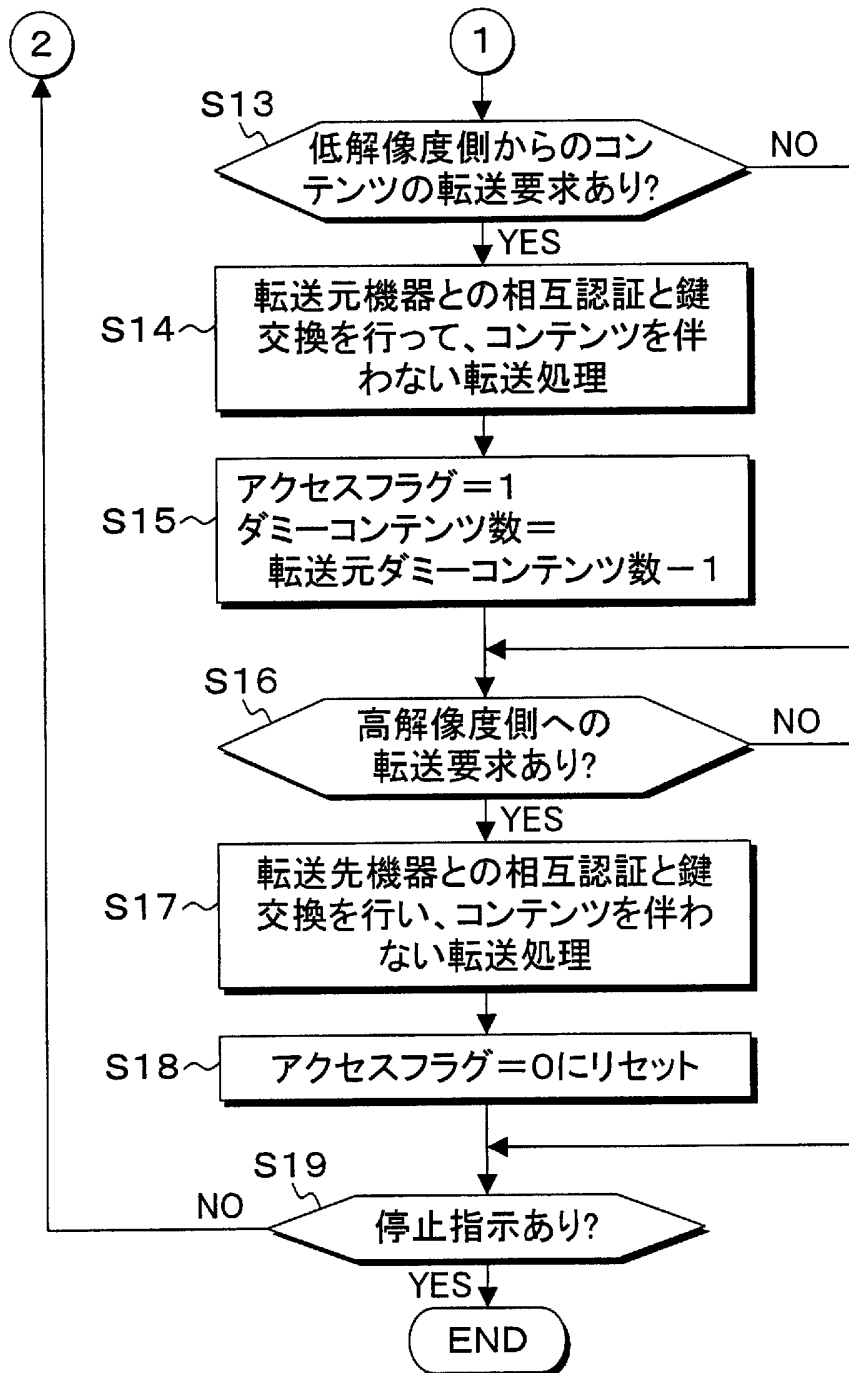 2
1
S13
低解像度側からのコン
テンツの転送要求あり?
NO
YES
S14
転送元機器との相互認証と鍵
交換を行って、コンテンツを伴
わない転送処理
S15
アクセスフラグ=1
ダミーコンテンツ数=
転送元ダミーコンテンツ数-1
S16
高解像度側への
転送要求あり?
NO
YES
S17
転送先機器との相互認証と鍵
交換を行い、コンテンツを伴わ
ない転送処理
S18
アクセスフラグ=0にリセット
S19
NO
停止指示あり?
YES
END